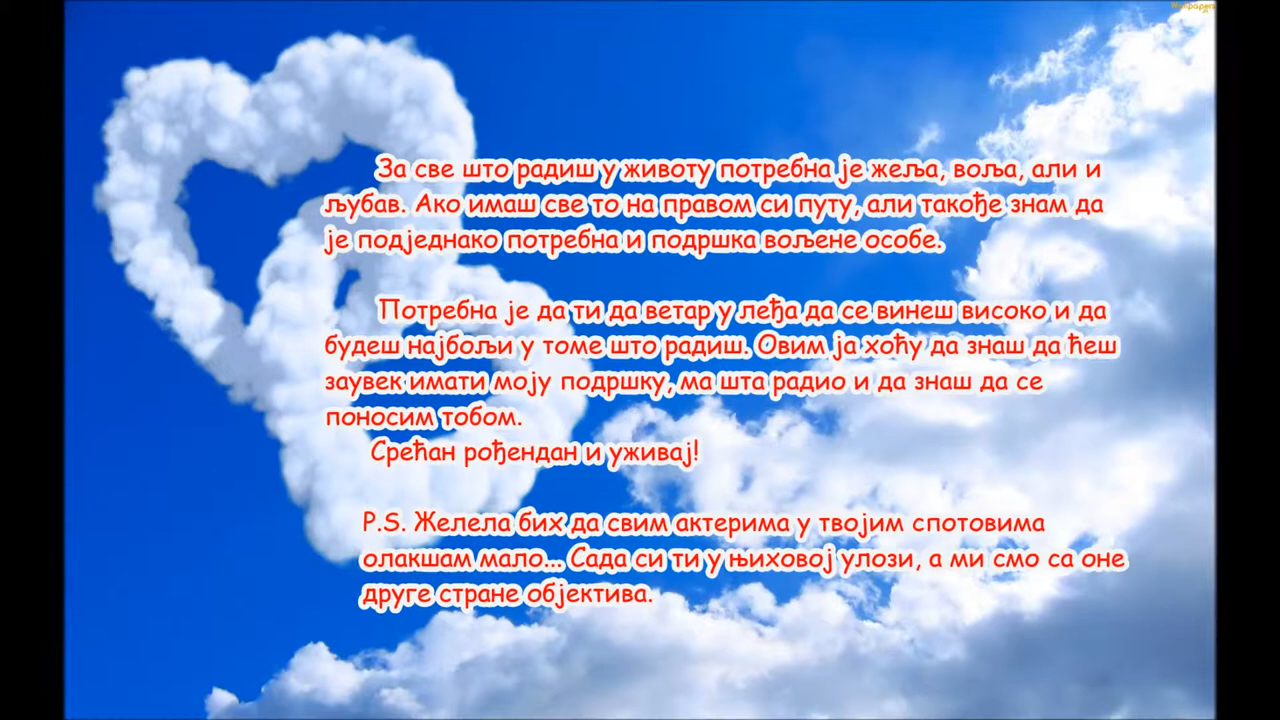 Wallpapers
За све што радиш у животу потребна је жеља, воља, али и
љубав. Ако имаш све то на правом си путу, али такође знам да
је подједнако потребна и подршка вољене особе.
Потребна је да ти да ветар у леђа да се винеш високо и да
будеш најбољи у томе што радиш. Овим ја хоћу да знаш да ћеш
заувек имати моју подршку, ма шта радио и да знаш да се
поносим тобом.
Срећан рођендан и уживај!
P.S. Желела бих да свим актерима у твојим спотовима
олакшам мало... Сада си ти у њиховој улози, а ми смо са оне
друге стране објектива.